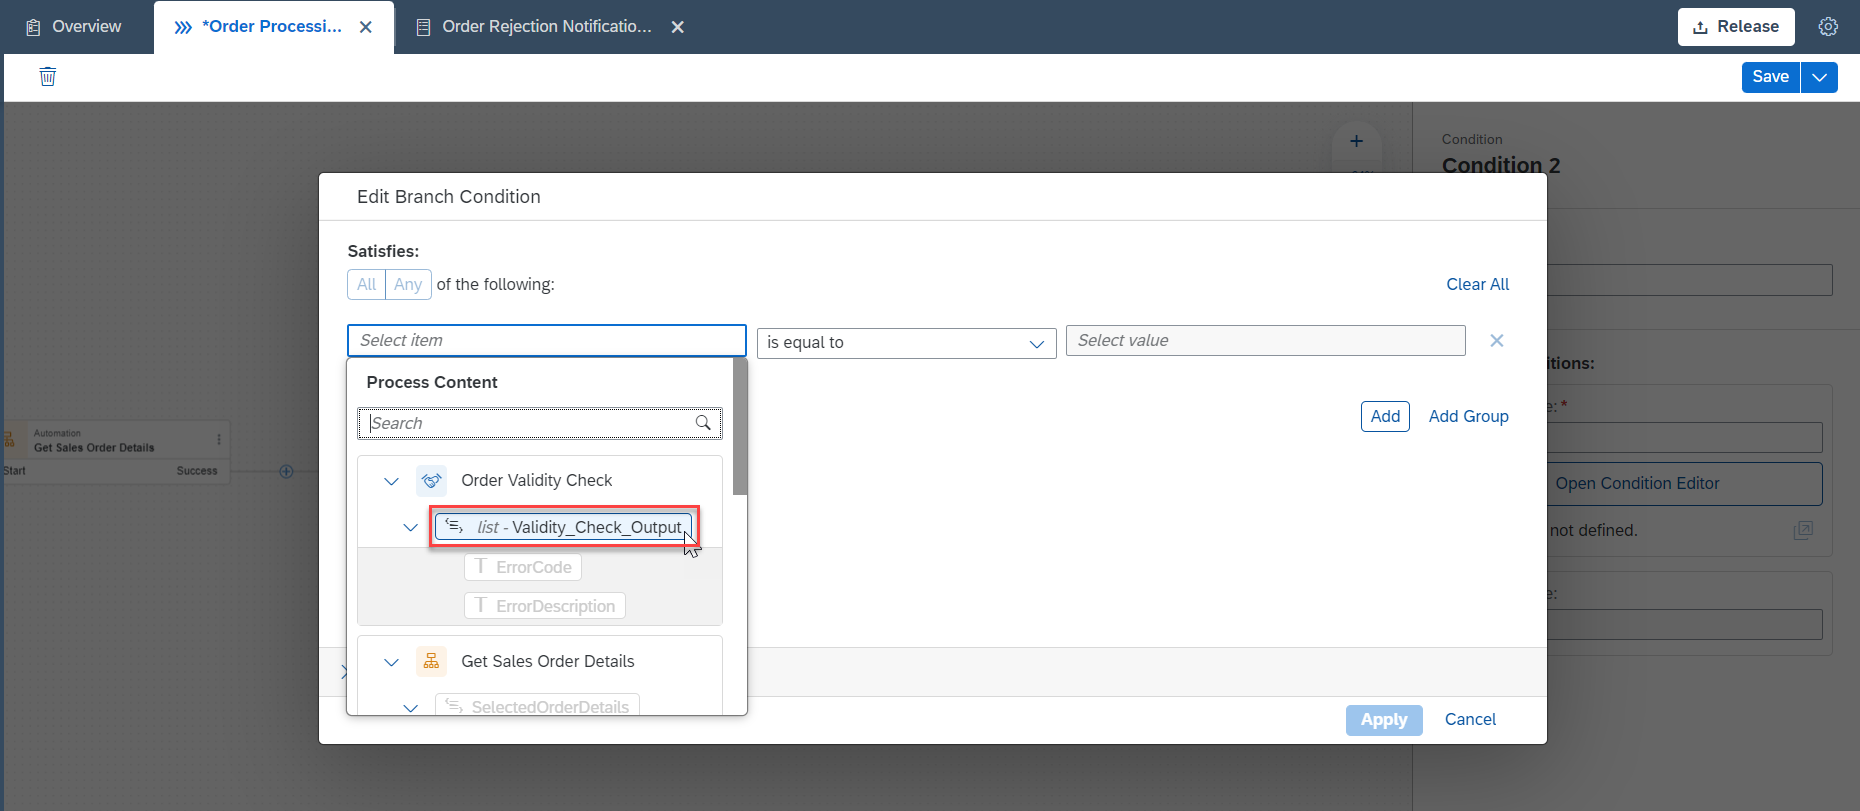 Overview
*Order Processi...
Order Rejection Notificatio...
Release
Save
Condition
Condition 2
Edit Branch Condition
Satisfies:
All Any of the following:
Clear All
Select item
is equal to
Select value
Process Content
Search
Add
Add Group
Order Validity Check
list - Validity_Check_Output
ErrorCode
ErrorDescription
Get Sales Order Details
SelectedOrderDetails
Apply
Cancel
Automation
Get Sales Order Details
Start
Success
itions:
e: *
Open Condition Editor
not defined.
e: